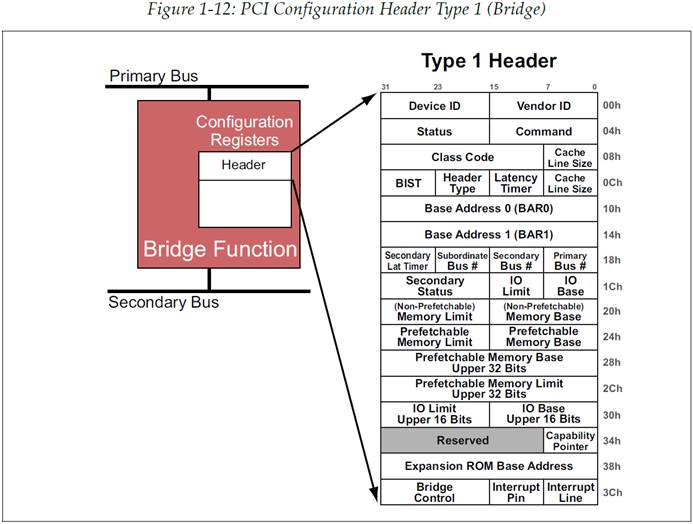 Figure 1-12: PCI Configuration Header Type 1 (Bridge)
Primary Bus
Configuration
Registers
Header
Bridge Function
Secondary Bus
Type 1 Header
31 23 15 7 0
Device ID Vendor ID 00h
Status Command 04h
Class Code Cache Line Size 08h
BIST Header Type Latency Timer Cache Line Size 0Ch
Base Address 0 (BAR0) 10h
Base Address 1 (BAR1) 14h
Secondary Lat Timer Subordinate Bus # Secondary Bus # Primary Bus # 18h
Secondary Status IO Limit IO Base 1Ch
(Non-Prefetchable) Memory Limit (Non-Prefetchable) Memory Base 20h
Prefetchable Memory Limit Prefetchable Memory Base 24h
Prefetchable Memory Base Upper 32 Bits 28h
Prefetchable Memory Limit Upper 32 Bits 2Ch
IO Limit Upper 16 Bits IO Base Upper 16 Bits 30h
Reserved Capability Pointer 34h
Expansion ROM Base Address 38h
Bridge Control Interrupt Pin Interrupt Line 3Ch